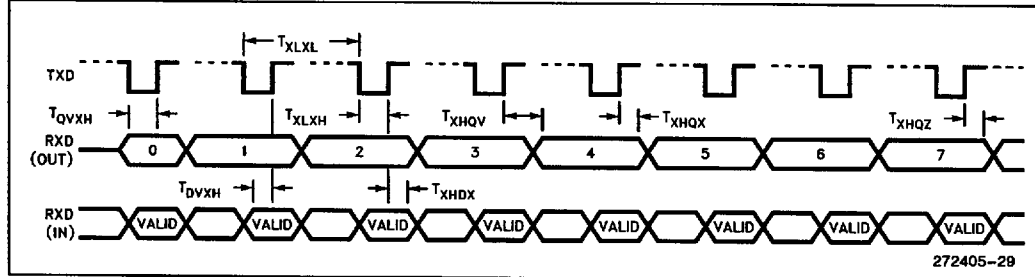 T_XLXL
TXD
T_QVXH T_XLXH T_XHQV T_XHQX T_XHQZ
RXD
(OUT)
0 1 2 3 4 5 6 7
T_DVXH T_XHDX
RXD
(IN)
VALID VALID VALID VALID VALID VALID VALID VALID
272405-29